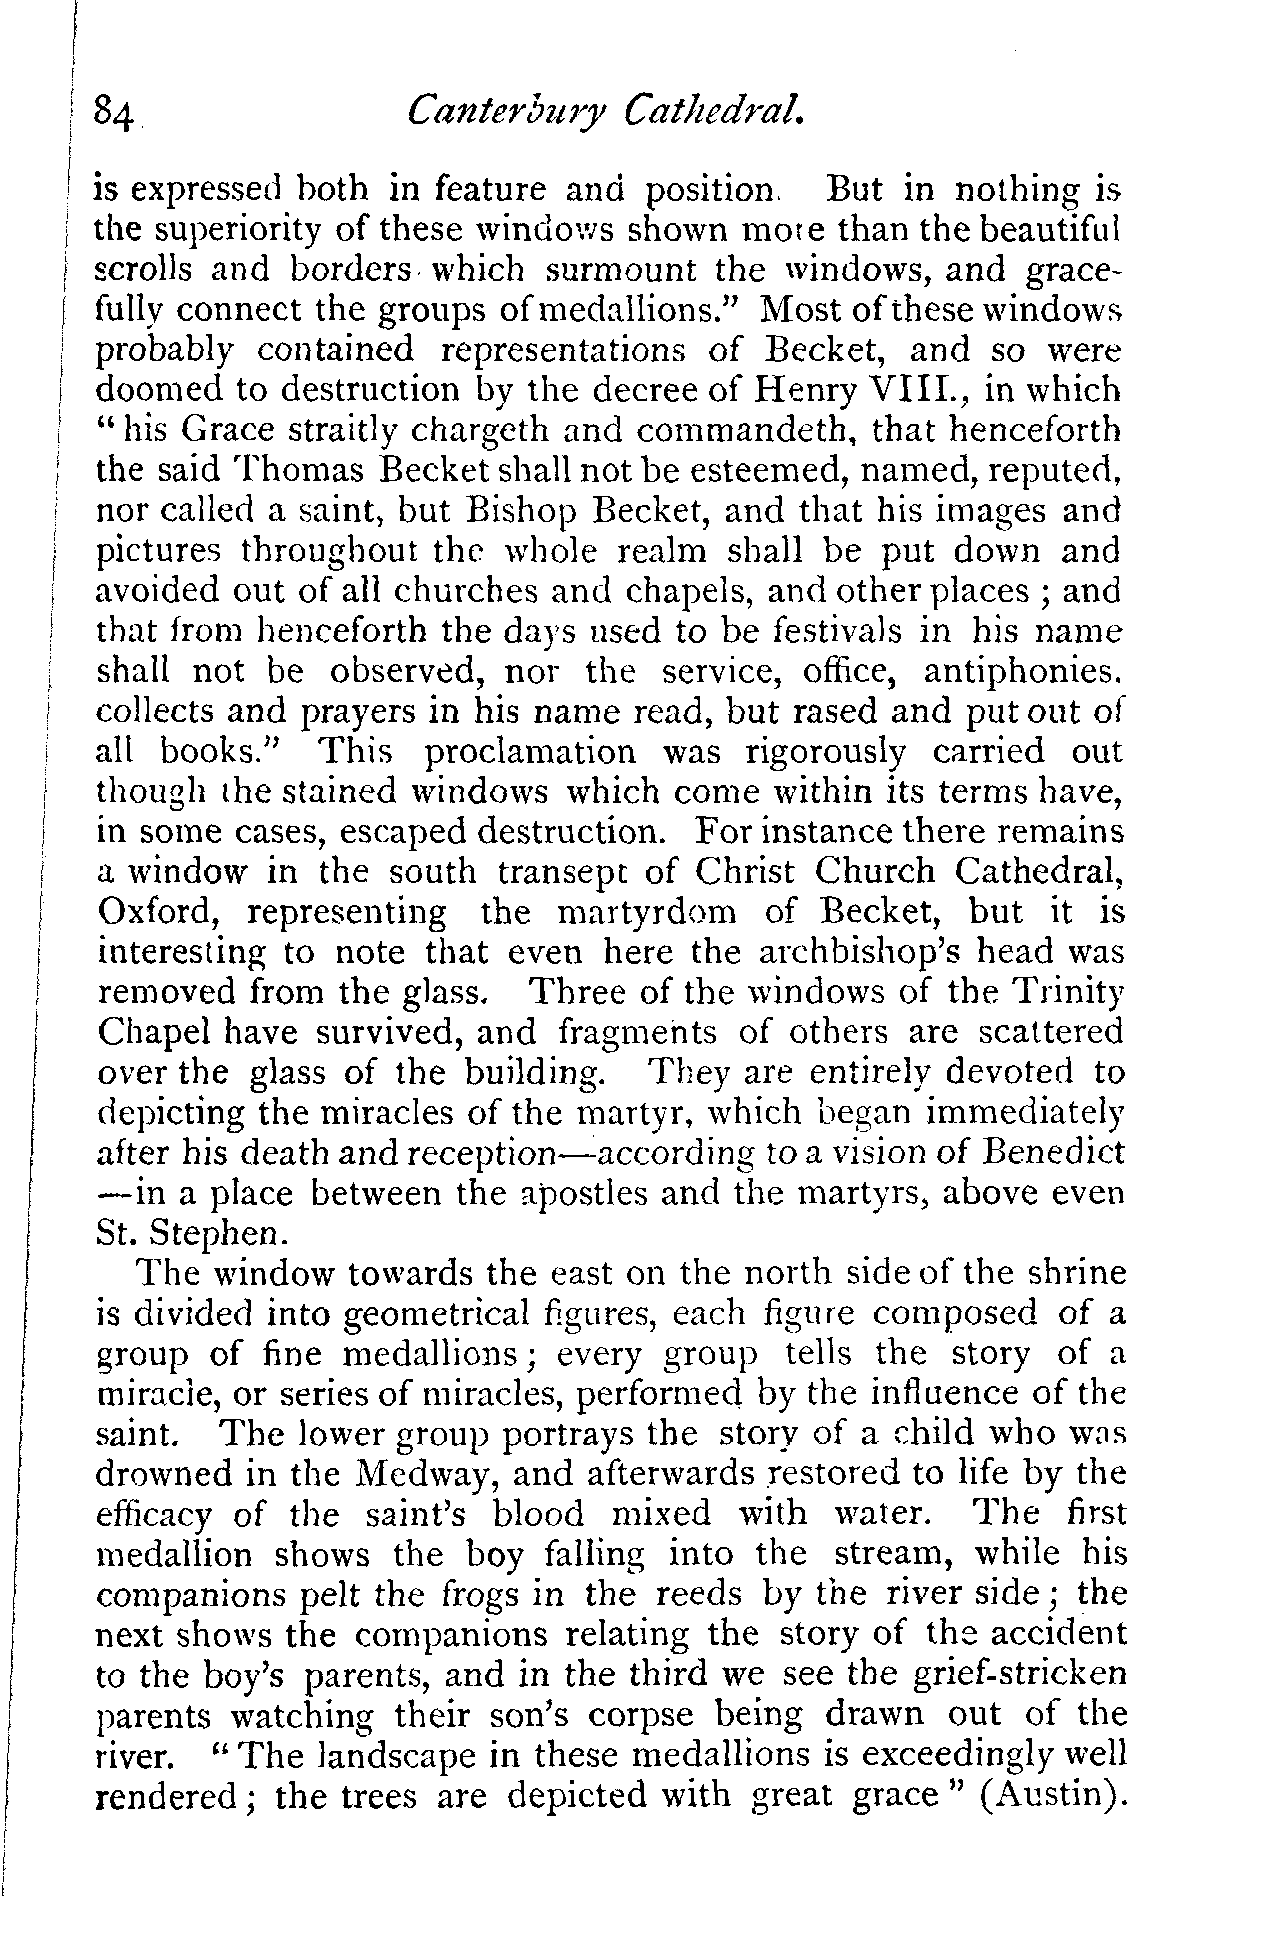 84 Canterbury Cathedral.
is expressed both in feature and position. But in nothing is
the superiority of these windows shown more than the beautiful
scrolls and borders which surmount the windows, and grace-
fully connect the groups of medallions." Most of these windows
probably contained representations of Becket, and so were
doomed to destruction by the decree of Henry VIII., in which
"his Grace straitly chargeth and commandeth, that henceforth
the said Thomas Becket shall not be esteemed, named, reputed,
nor called a saint, but Bishop Becket, and that his images and
pictures throughout the whole realm shall be put down and
avoided out of all churches and chapels, and other places ; and
that from henceforth the days used to be festivals in his name
shall not be observed, nor the service, office, antiphonies.
collects and prayers in his name read, but rased and put out of
all books." This proclamation was rigorously carried out
though the stained windows which come within its terms have,
in some cases, escaped destruction. For instance there remains
a window in the south transept of Christ Church Cathedral,
Oxford, representing the martyrdom of Becket, but it is
interesting to note that even here the archbishop's head was
removed from the glass. Three of the windows of the Trinity
Chapel have survived, and fragments of others are scattered
over the glass of the building. They are entirely devoted to
depicting the miracles of the martyr, which began immediately
after his death and reception—according to a vision of Benedict
—in a place between the apostles and the martyrs, above even
St. Stephen.
The window towards the east on the north side of the shrine
is divided into geometrical figures, each figure composed of a
group of fine medallions ; every group tells the story of a
miracle, or series of miracles, performed by the influence of the
saint. The lower group portrays the story of a child who was
drowned in the Medway, and afterwards restored to life by the
efficacy of the saint's blood mixed with water. The first
medallion shows the boy falling into the stream, while his
companions pelt the frogs in the reeds by the river side ; the
next shows the companions relating the story of the accident
to the boy's parents, and in the third we see the grief-stricken
parents watching their son's corpse being drawn out of the
river. "The landscape in these medallions is exceedingly well
rendered ; the trees are depicted with great grace" (Austin).